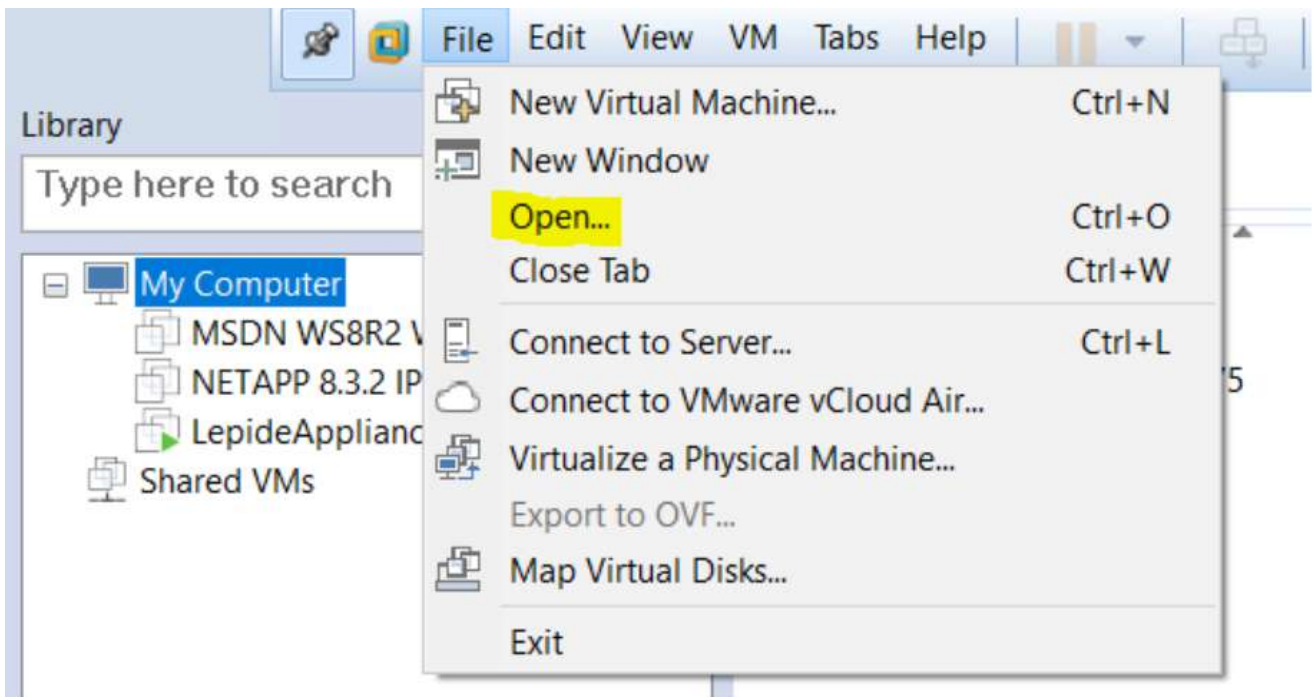 File Edit View VM Tabs Help
Library
Type here to search
My Computer
MSDN WS8R2
NETAPP 8.3.2 IP
LepideApplianc
Shared VMs
New Virtual Machine... Ctrl+N
New Window
Open... Ctrl+O
Close Tab Ctrl+W
Connect to Server... Ctrl+L
Connect to VMware vCloud Air...
Virtualize a Physical Machine...
Export to OVF...
Map Virtual Disks...
Exit
5